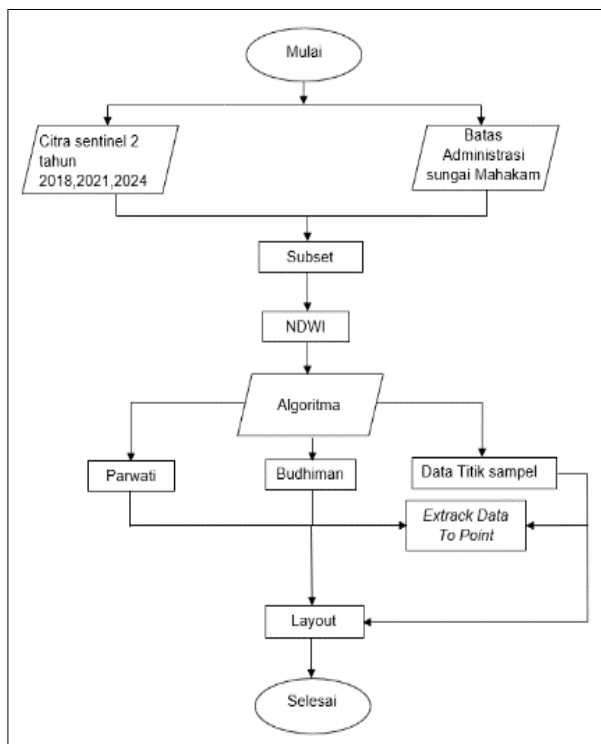 Mulai
Citra sentinel 2
tahun
2018,2021,2024
Batas
Administrasi
sungai Mahakam
Subset
NDWI
Algoritma
Parwati
Budhiman
Data Titik sampel
Extrack Data
To Point
Layout
Selesai